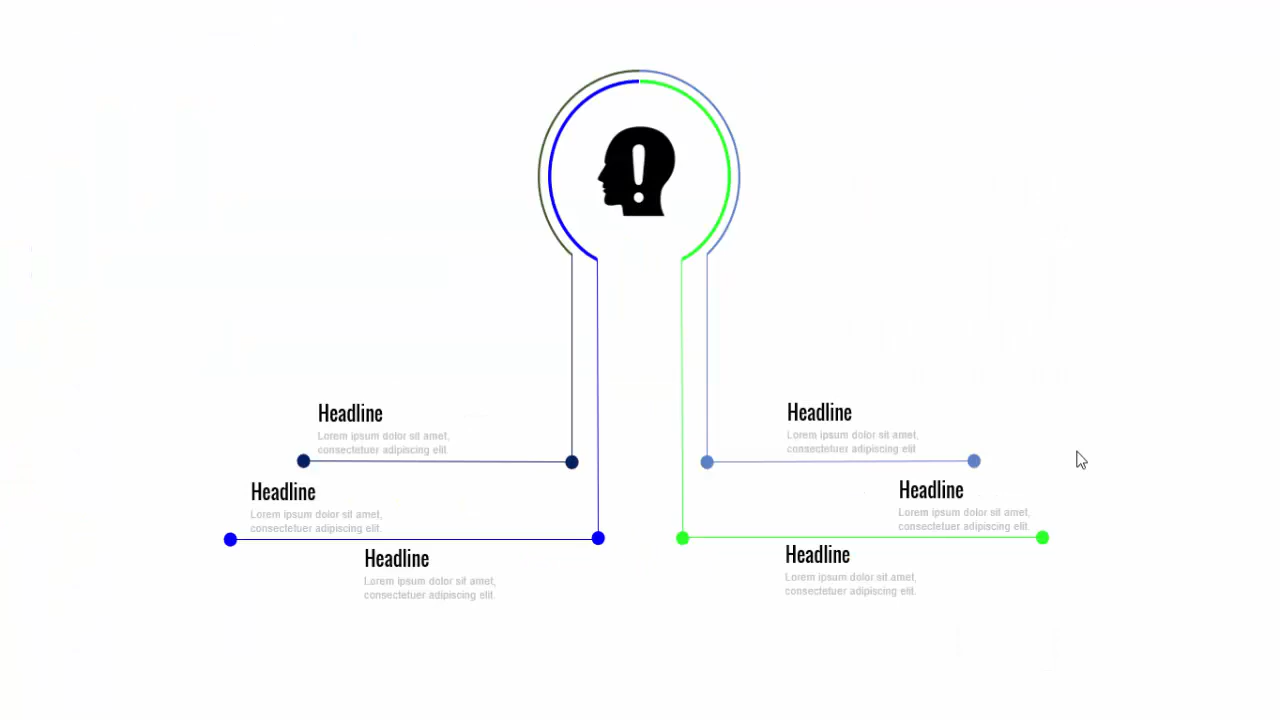 Headline
Lorem ipsum dolor sit amet,
consectetuer adipiscing elit.
Headline
Lorem ipsum dolor sit amet,
consectetuer adipiscing elit.
Headline
Lorem ipsum dolor sit amet,
consectetuer adipiscing elit.
Headline
Lorem ipsum dolor sit amet,
consectetuer adipiscing elit
Headline
Lorem ipsum dolor sit amet,
consectetuer adipiscing elit.
Headline
Lorem ipsum dolor sit amet,
consectetuer adipiscing elit.